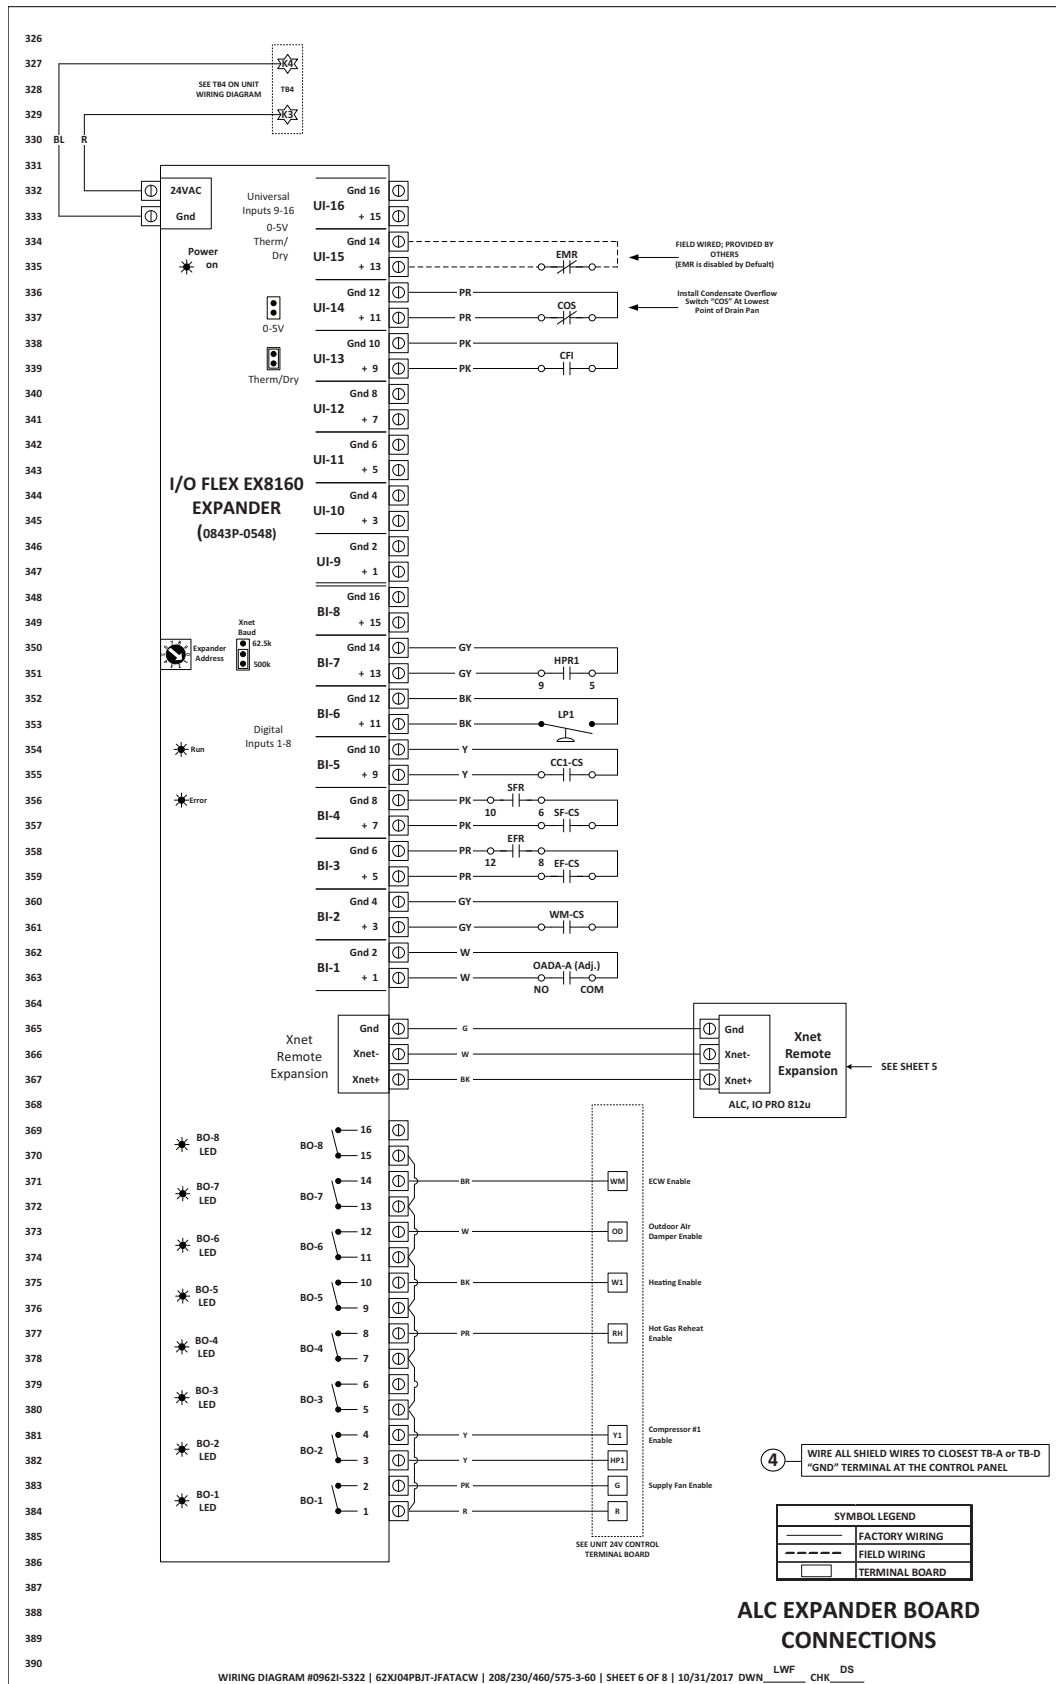 326
327 K4
328 SEE TB4 ON UNIT WIRING DIAGRAM TB4
329 K3
330 BL R
331
332 24VAC Universal Inputs 9-16 UI-16 Gnd 16
333 Gnd 0-5V Therm/ Dry + 15
334 Power on UI-15 Gnd 14
335 + 13 EMR
FIELD WIRED; PROVIDED BY
OTHERS
(EMR is disabled by Defualt)
336 UI-14 Gnd 12 PR
337 0-5V + 11 PR COS
Install Condensate Overflow
Switch "COS" At Lowest
Point of Drain Pan
338 UI-13 Gnd 10 PK
339 Therm/Dry + 9 PK CFI
340 UI-12 Gnd 8
341 + 7
342 UI-11 Gnd 6
343 + 5
I/O FLEX EX8160
EXPANDER
(0843P-0548)
344 UI-10 Gnd 4
345 + 3
346 UI-9 Gnd 2
347 + 1
348 BI-8 Gnd 16
349 + 15
Xnet
Baud
62.5k
500k
Expander
Address
350 BI-7 Gnd 14 GY
351 + 13 GY HPR1 9 5
352 BI-6 Gnd 12 BK
353 + 11 BK LP1
Digital
Inputs 1-8
354 Run BI-5 Gnd 10 Y
355 + 9 Y CC1-CS
356 Error BI-4 Gnd 8 PK SFR 10 6
357 + 7 PK SF-CS
358 BI-3 Gnd 6 PR EFR 12 8
359 + 5 PR EF-CS
360 BI-2 Gnd 4 GY
361 + 3 GY WM-CS
362 BI-1 Gnd 2 W
363 + 1 W OADA-A (Adj.) NO COM
364
365 Gnd G Gnd
366 Xnet Remote Expansion Xnet- W Xnet- Xnet Remote Expansion SEE SHEET 5
367 Xnet+ BK Xnet+
368 ALC, IO PRO 812u
369 BO-8 LED BO-8 16
370 15
371 BO-7 LED BO-7 14 BR WM ECW Enable
372 13
373 BO-6 LED BO-6 12 W OD Outdoor AIr Damper Enable
374 11
375 BO-5 LED BO-5 10 BK W1 Heating Enable
376 9
377 BO-4 LED BO-4 8 PR RH Hot Gas Reheat Enable
378 7
379 BO-3 LED BO-3 6
380 5
381 BO-2 LED BO-2 4 Y Y1 Compressor #1 Enable
382 3 Y HP1
383 BO-1 LED BO-1 2 PK G Supply Fan Enable
384 1 R R
385
386
SEE UNIT 24V CONTROL
TERMINAL BOARD
387
388
389
390
4 WIRE ALL SHIELD WIRES TO CLOSEST TB-A or TB-D
"GND" TERMINAL AT THE CONTROL PANEL
SYMBOL LEGEND
FACTORY WIRING
FIELD WIRING
TERMINAL BOARD
ALC EXPANDER BOARD
CONNECTIONS
WIRING DIAGRAM #0962I-5322 | 62XJ04PBJT-JFATACW | 208/230/460/575-3-60 | SHEET 6 OF 8 | 10/31/2017 DWN LWF CHK DS